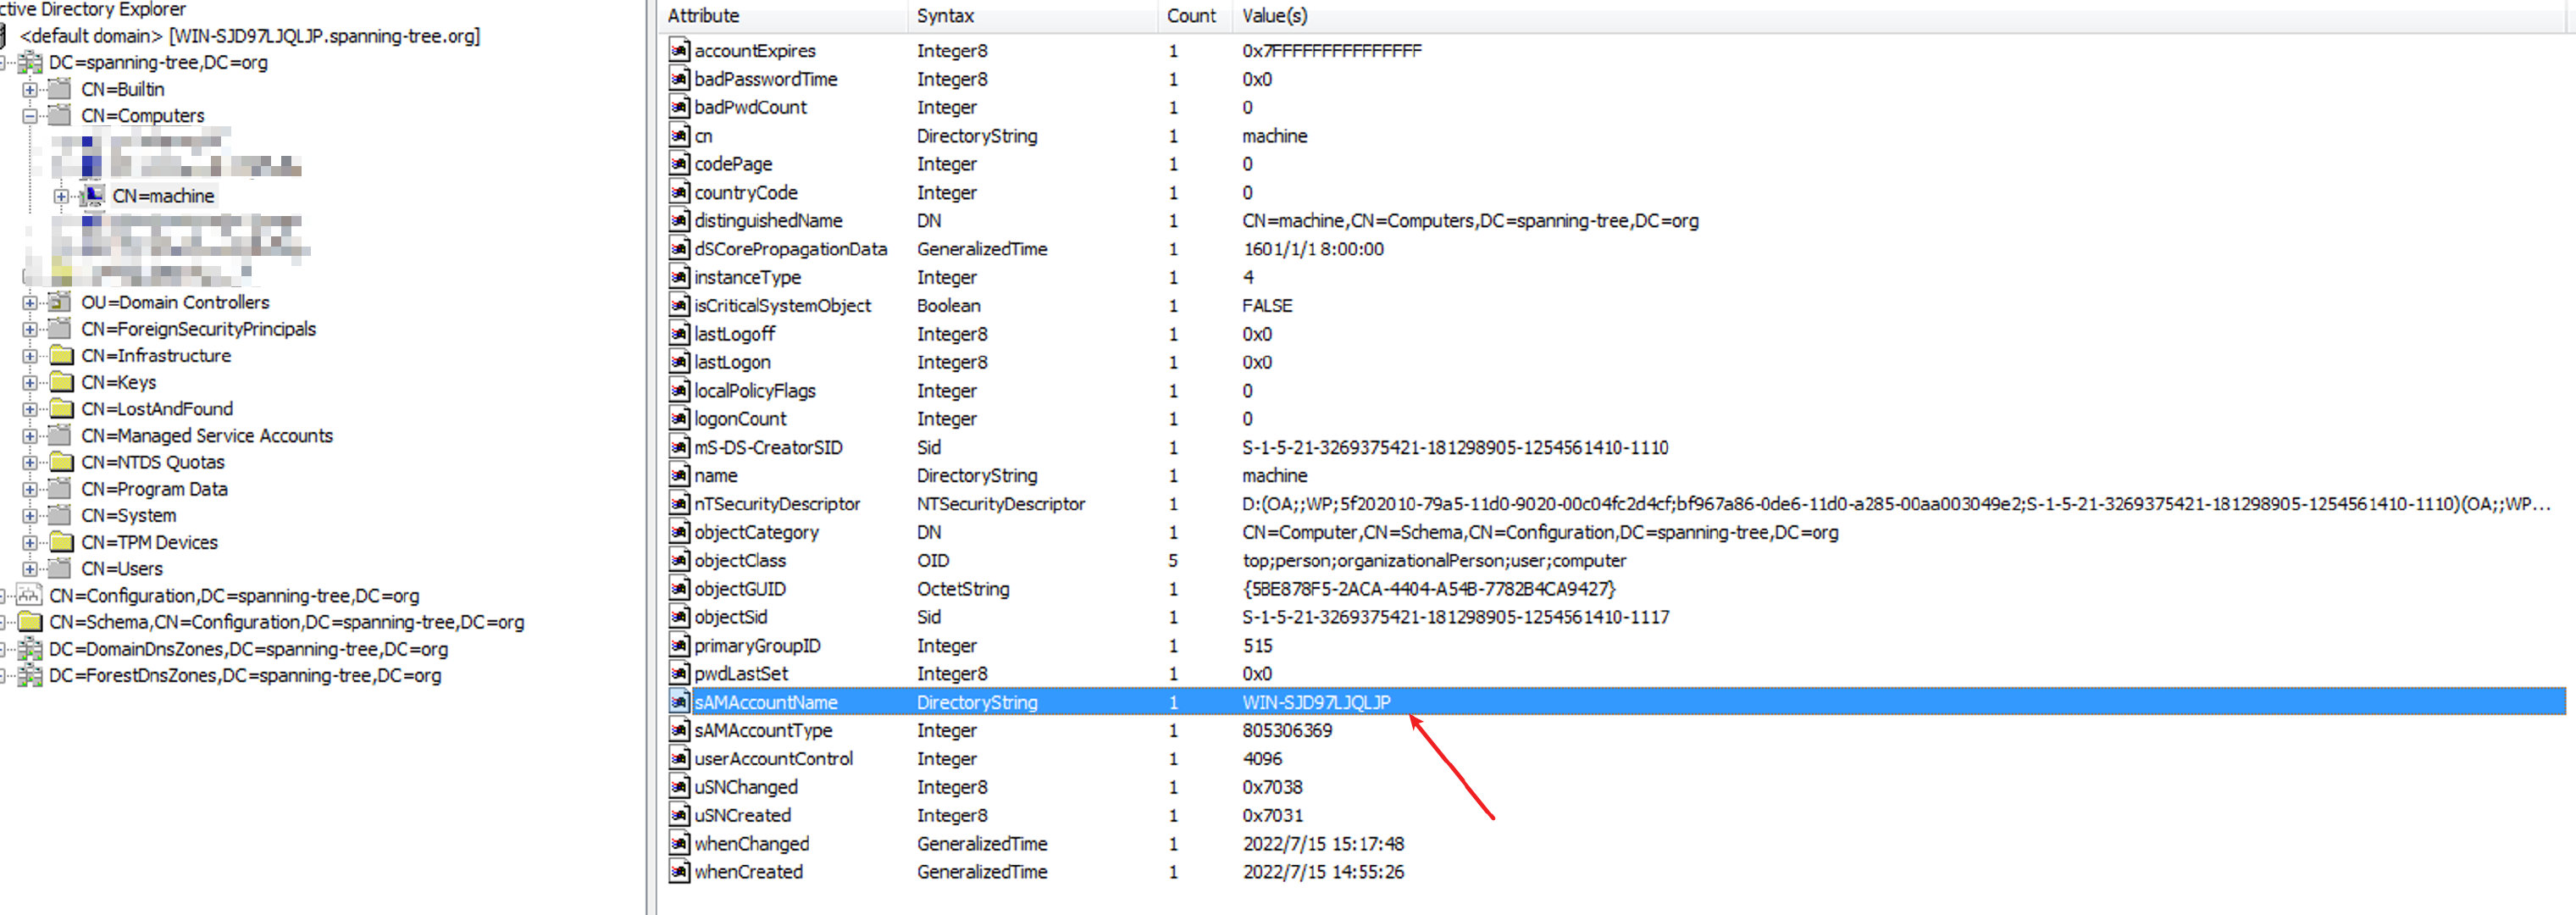 ctive Directory Explorer
<default domain> [WIN-SJD97LJQLJP.spanning-tree.org]
DC=spanning-tree,DC=org
CN=Builtin
CN=Computers
CN=machine
OU=Domain Controllers
CN=ForeignSecurityPrincipals
CN=Infrastructure
CN=Keys
CN=LostAndFound
CN=Managed Service Accounts
CN=NTDS Quotas
CN=Program Data
CN=System
CN=TPM Devices
CN=Users
CN=Configuration,DC=spanning-tree,DC=org
CN=Schema,CN=Configuration,DC=spanning-tree,DC=org
DC=DomainDnsZones,DC=spanning-tree,DC=org
DC=ForestDnsZones,DC=spanning-tree,DC=org
Attribute Syntax Count Value(s)
accountExpires Integer8 1 0x7FFFFFFFFFFFFFFF
badPasswordTime Integer8 1 0x0
badPwdCount Integer 1 0
cn DirectoryString 1 machine
codePage Integer 1 0
countryCode Integer 1 0
distinguishedName DN 1 CN=machine,CN=Computers,DC=spanning-tree,DC=org
dSCorePropagationData GeneralizedTime 1 1601/1/1 8:00:00
instanceType Integer 1 4
isCriticalSystemObject Boolean 1 FALSE
lastLogoff Integer8 1 0x0
lastLogon Integer8 1 0x0
localPolicyFlags Integer 1 0
logonCount Integer 1 0
mS-DS-CreatorSID Sid 1 S-1-5-21-3269375421-181298905-1254561410-1110
name DirectoryString 1 machine
nTSecurityDescriptor NTSecurityDescriptor 1 D:(OA;;WP;5f202010-79a5-11d0-9020-00c04fc2d4cf;bf967a86-0de6-11d0-a285-00aa003049e2;S-1-5-21-3269375421-181298905-1254561410-1110)(OA;;WP...
objectCategory DN 1 CN=Computer,CN=Schema,CN=Configuration,DC=spanning-tree,DC=org
objectClass OID 5 top;person;organizationalPerson;user;computer
objectGUID OctetString 1 {5BE878F5-2ACA-4404-A54B-7782B4CA9427}
objectSid Sid 1 S-1-5-21-3269375421-181298905-1254561410-1117
primaryGroupID Integer 1 515
pwdLastSet Integer8 1 0x0
sAMAccountName DirectoryString 1 WIN-SJD97LJQLJP
sAMAccountType Integer 1 805306369
userAccountControl Integer 1 4096
uSNChanged Integer8 1 0x7038
uSNCreated Integer8 1 0x7031
whenChanged GeneralizedTime 1 2022/7/15 15:17:48
whenCreated GeneralizedTime 1 2022/7/15 14:55:26